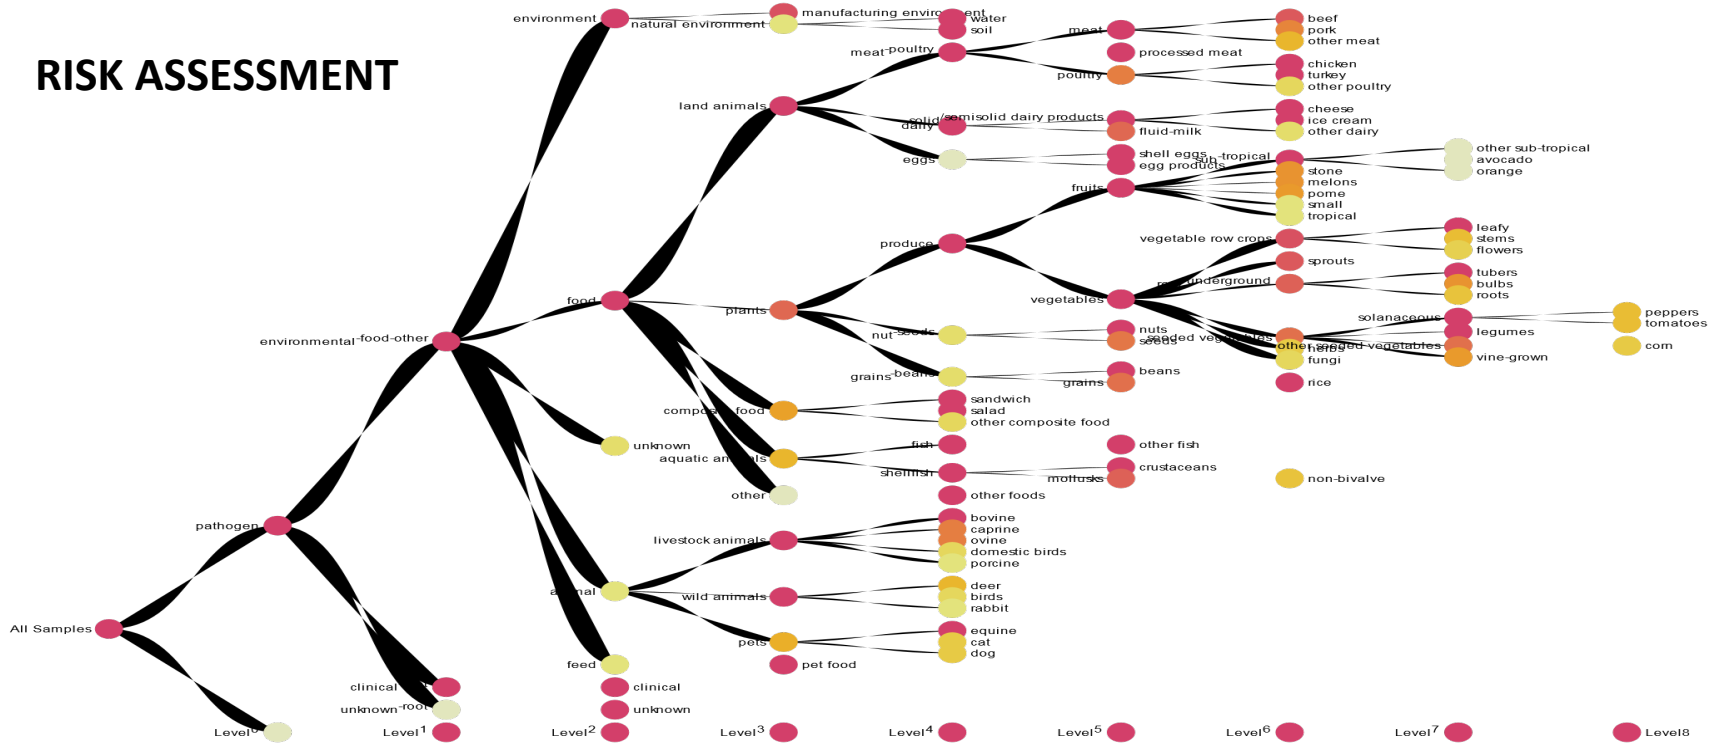 RISK ASSESSMENT
All Samples
pathogen
Level
environmental-food-other
clinical
unknown-root
Level1
environment
food
unknown
animal
feed
clinical
unknown
Level2
manufacturing environment
natural environment
land animals
plants
composite food
aquatic animals
other
livestock animals
wild animals
pets
pet food
Level3
water
soil
meat-poultry
dairy
eggs
produce
nut-seeds
grains-beans
sandwich
salad
other composite food
fish
shellfish
other foods
bovine
caprine
ovine
domestic birds
porcine
deer
birds
rabbit
equine
cat
dog
Level4
meat
processed meat
poultry
solid/semisolid dairy products
fluid-milk
shell eggs
egg products
fruits
vegetables
nuts
seeds
beans
grains
other fish
crustaceans
mollusks
Level5
beef
pork
other meat
chicken
turkey
other poultry
cheese
ice cream
other dairy
sub-tropical
stone
melons
pome
small
tropical
vegetable row crops
sprouts
underground
seeded vegetables
herbs
fungi
rice
non-bivalve
Level6
other sub-tropical
avocado
orange
leafy
stems
flowers
tubers
bulbs
roots
solanaceous
legumes
other seeded vegetables
vine-grown
Level7
peppers
tomatoes
corn
Level8